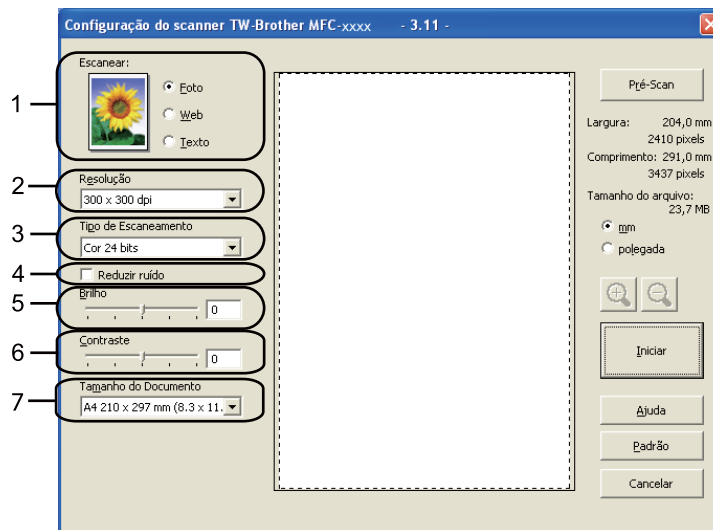 Configuração do scanner TW-Brother MFC-xxxx - 3.11 -
1
Escanear:
Foto
Web
Texto
2
Resolução
300 x 300 dpi
3
Tipo de Escaneamento
Cor 24 bits
4
Reduzir ruído
5
Brilho
0
6
Contraste
0
7
Tamanho do Documento
A4 210 x 297 mm (8.3 x 11.
Pré-Scan
Largura: 204,0 mm
2410 pixels
Comprimento: 291,0 mm
3437 pixels
Tamanho do arquivo:
23,7 MB
mm
polegada
Iniciar
Ajuda
Padrão
Cancelar